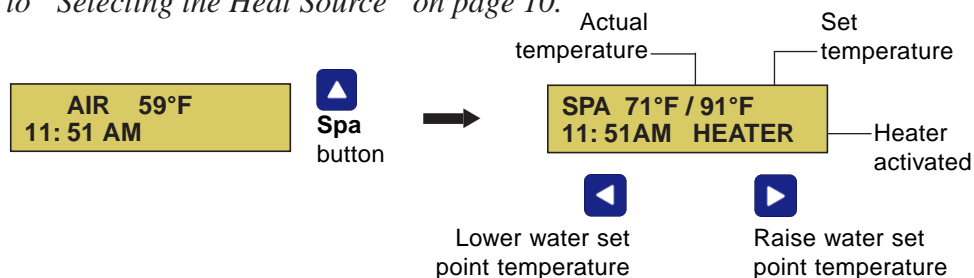 to “Selecting the Heat Source” on page 10.
Actual
temperature
Set
temperature
AIR 59°F
11: 51 AM
Spa
button
SPA 71°F / 91°F
11: 51AM HEATER
Heater
activated
Lower water set
point temperature
Raise water set
point temperature